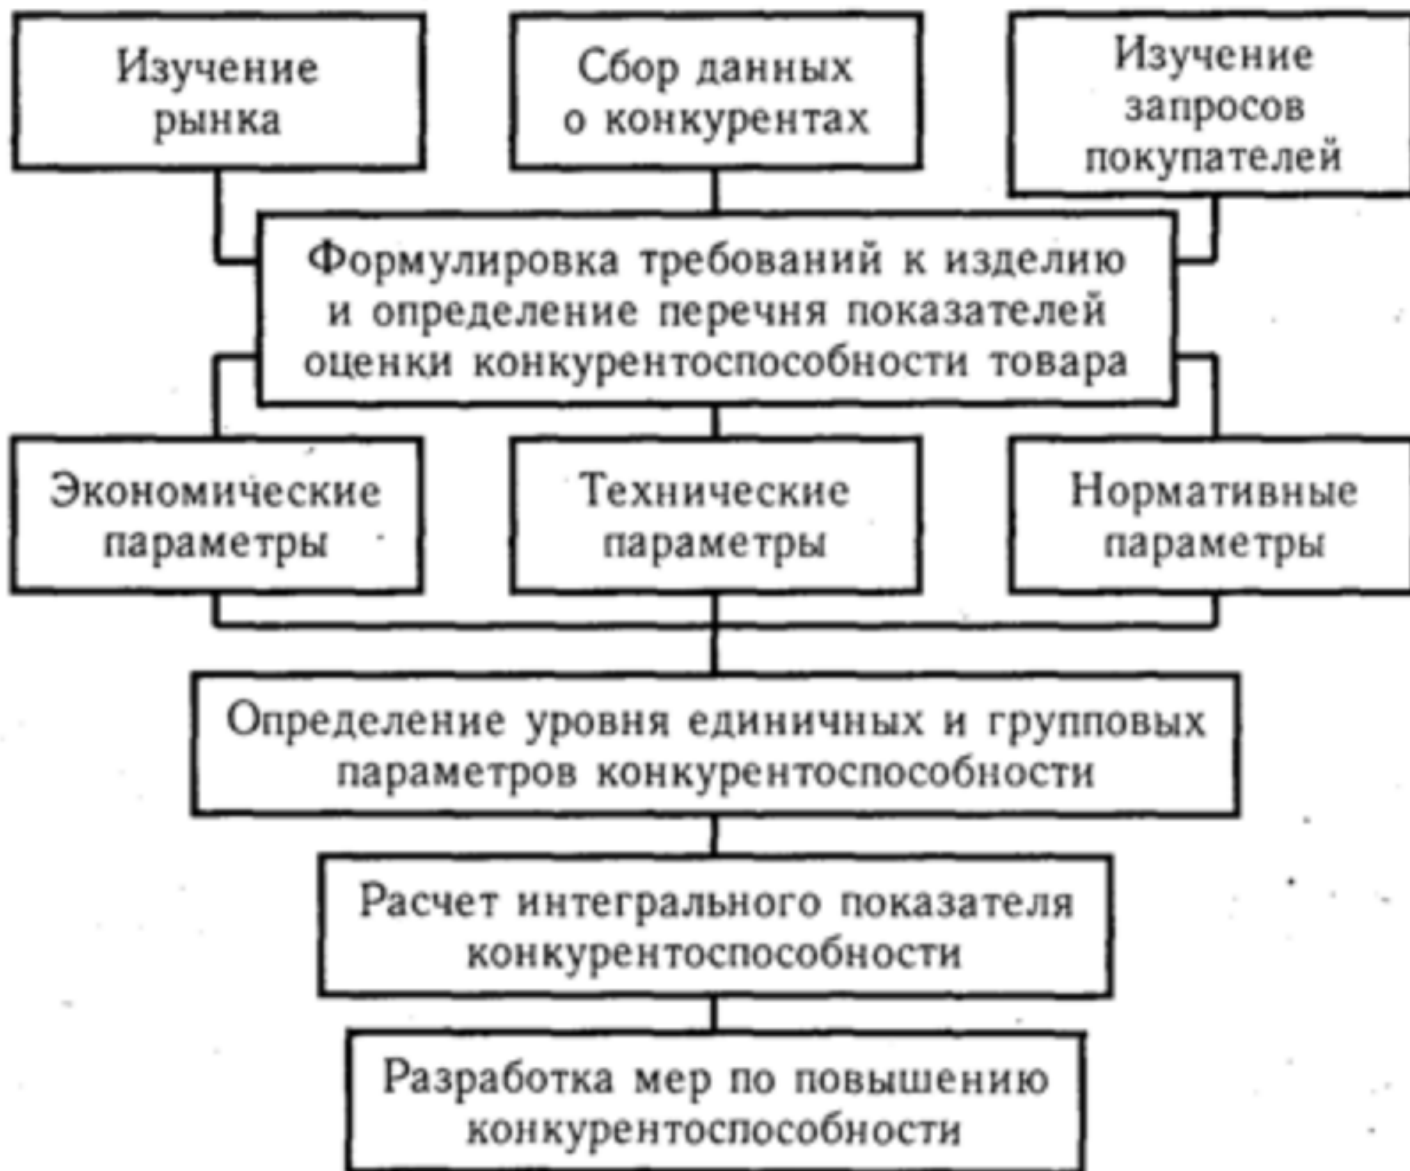 Изучение
рынка
Сбор данных
о конкурентах
Изучение
запросов
покупателей
Формулировка требований к изделию
и определение перечня показателей
оценки конкурентоспособности товара
Экономические
параметры
Технические
параметры
Нормативные
параметры
Определение уровня единичных и групповых
параметров конкурентоспособности
Расчет интегрального показателя
конкурентоспособности
Разработка мер по повышению
конкурентоспособности